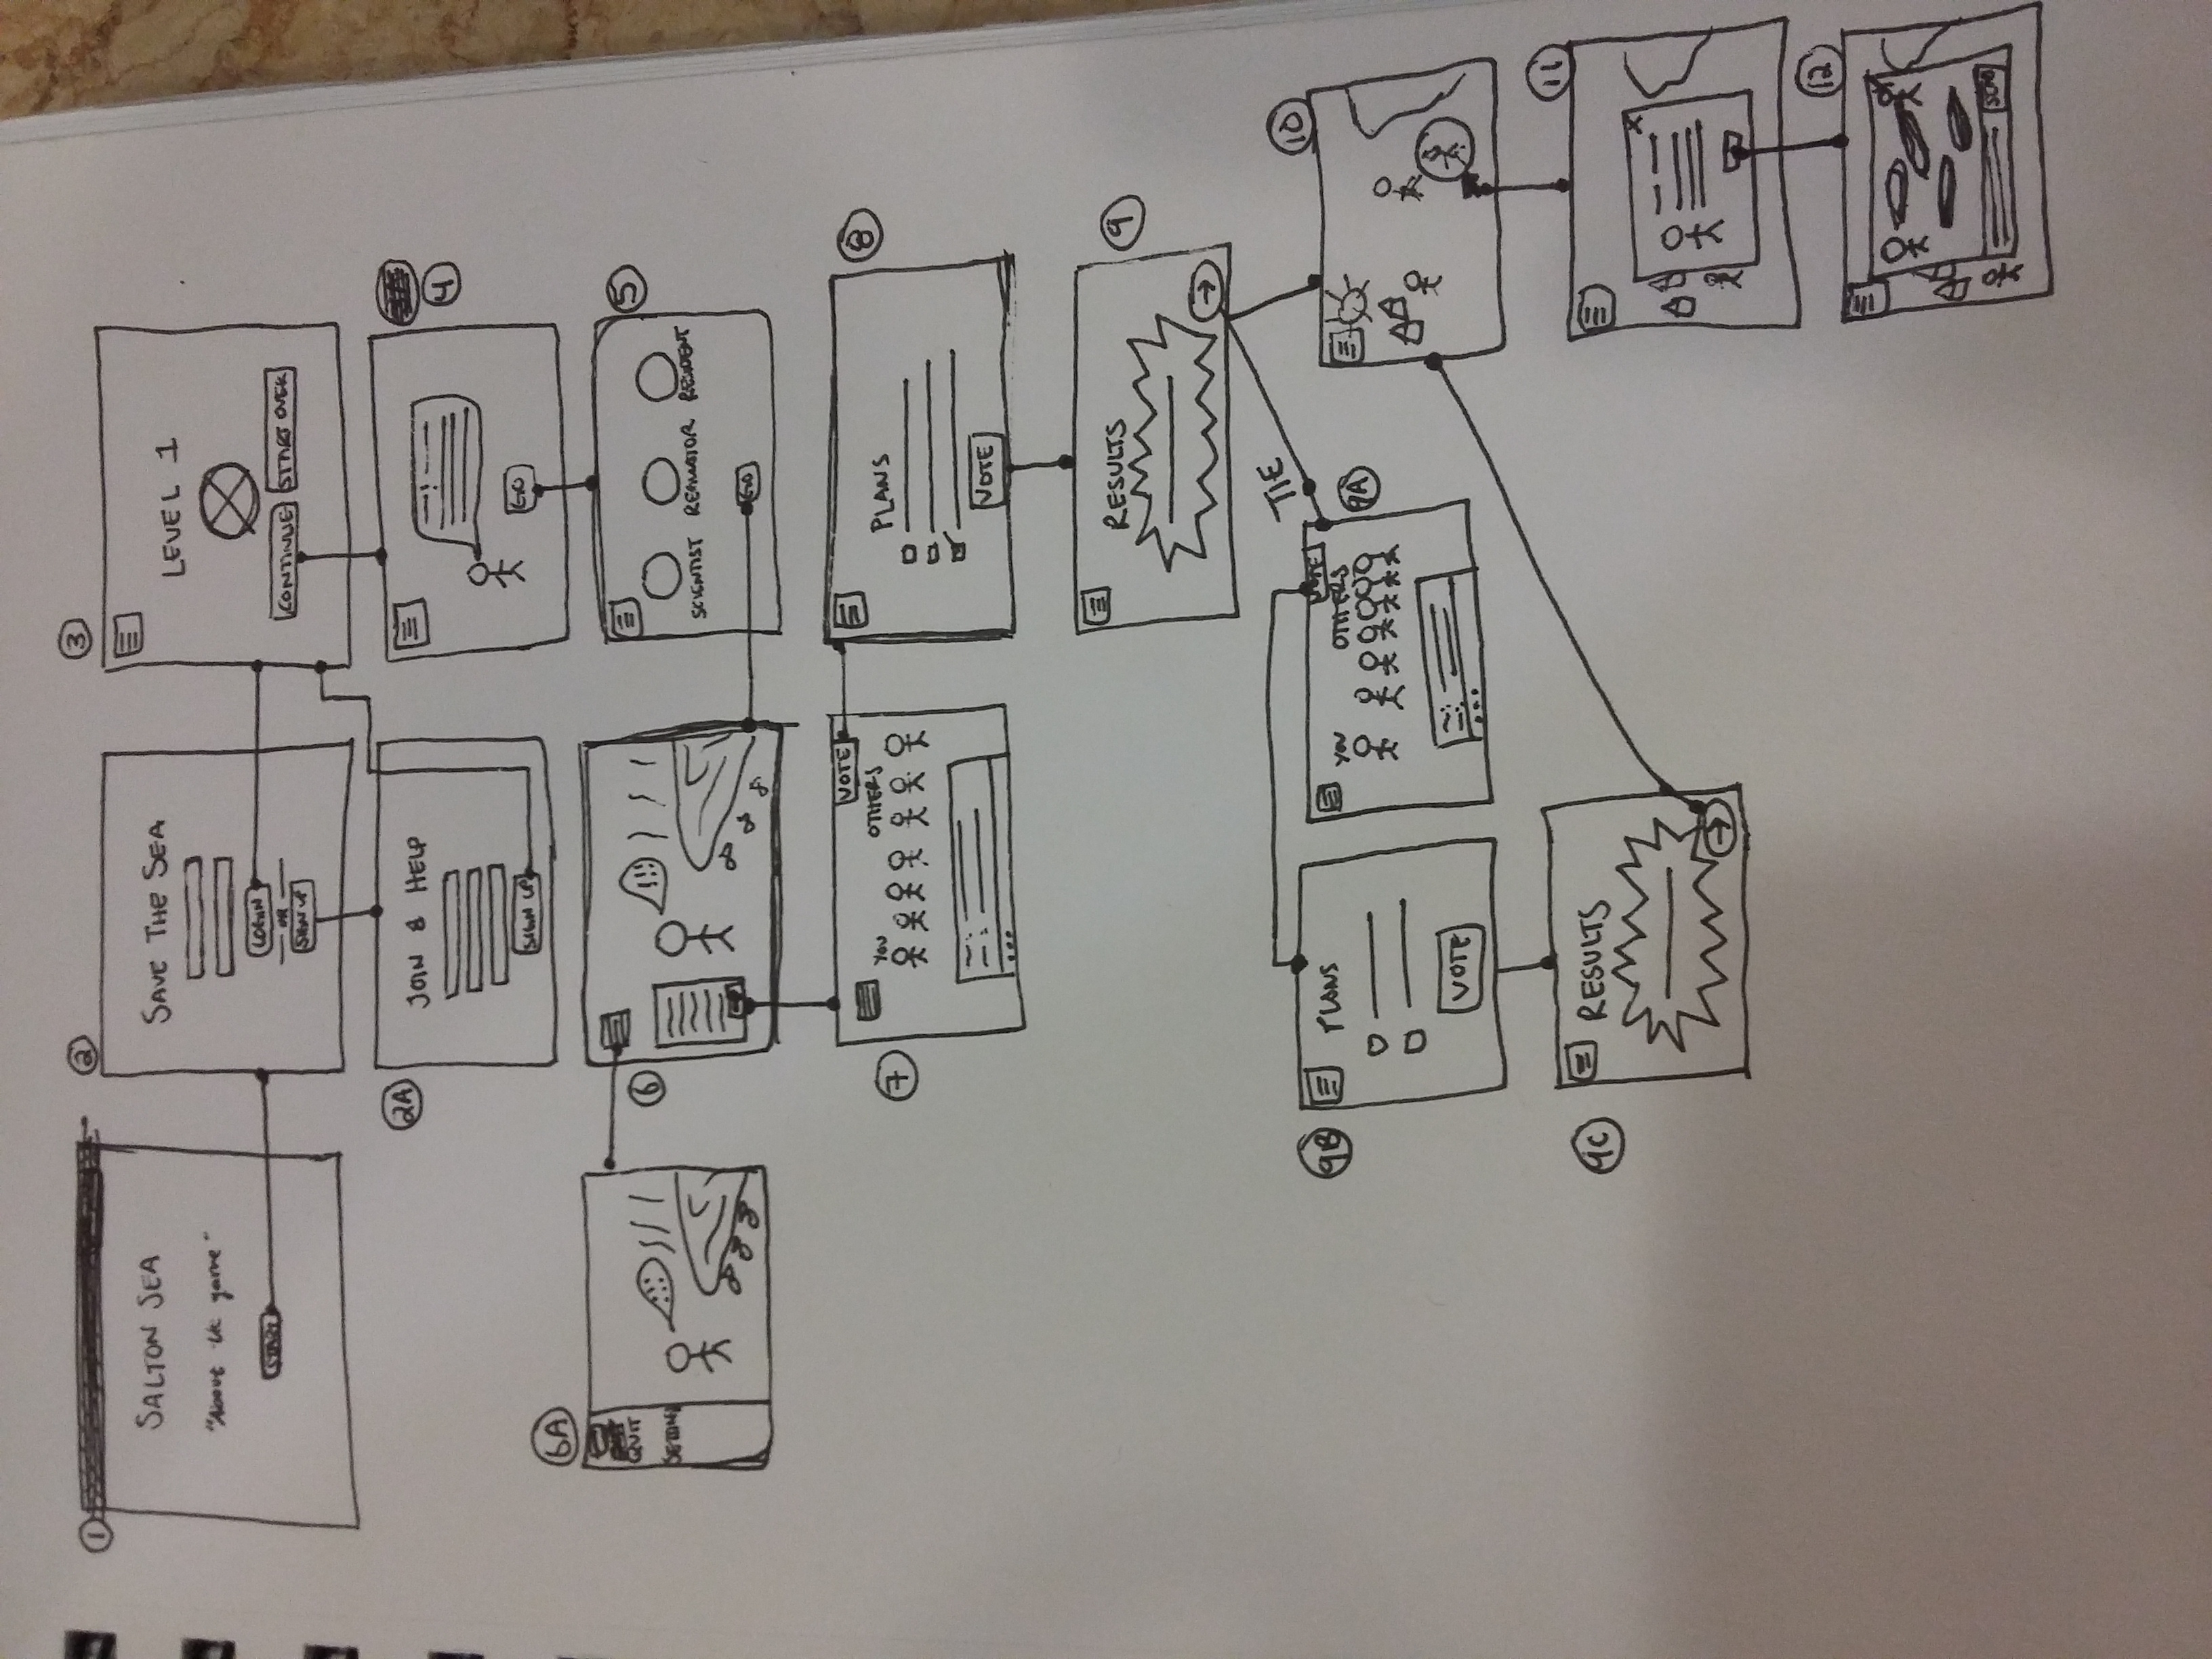 1
SALTON SEA
"About the game"
START
2
SAVE THE SEA
LOGIN
OR
SIGN UP
3
LEVEL 1
CONTINUE
START OVER
2A
JOIN & HELP
SIGN UP
4
GO
6A
QUIT
6
5
SCIENTIST
REGULATOR
RESIDENT
GO
7
VOTE
YOU
OTHERS
8
PLANS
VOTE
9
RESULTS
→
TIE
9B
PLANS
VOTE
9A
VOTE
YOU
OTHERS
10
9C
RESULTS
→
11
X
12
SEND